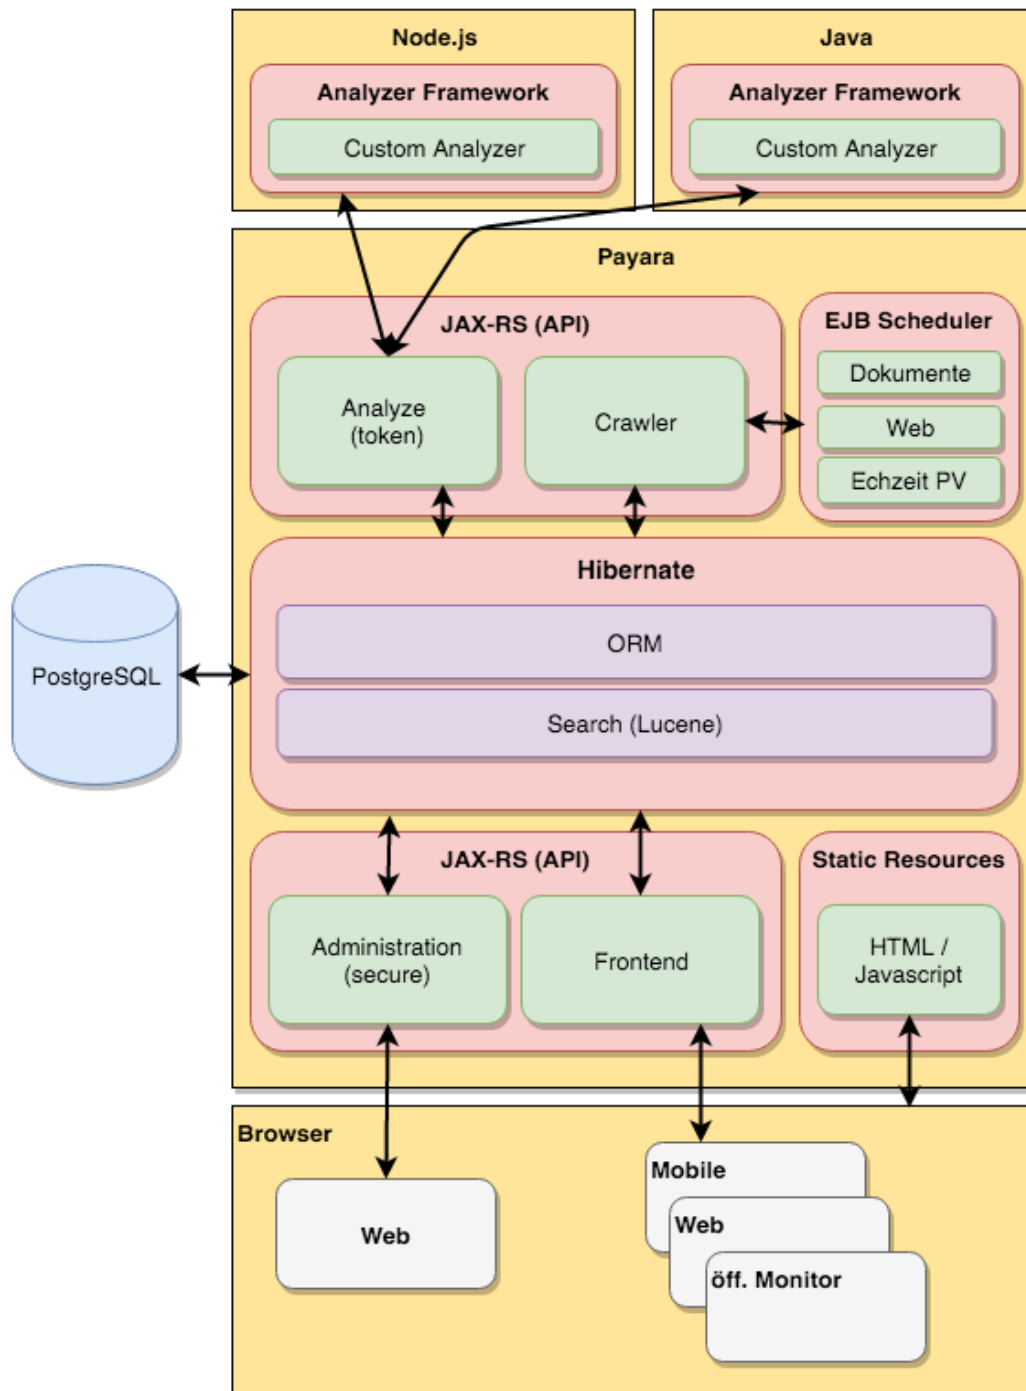 Node.js
Analyzer Framework
Custom Analyzer
Java
Analyzer Framework
Custom Analyzer
Payara
JAX-RS (API)
Analyze
(token)
Crawler
EJB Scheduler
Dokumente
Web
Echzeit PV
Hibernate
ORM
Search (Lucene)
PostgreSQL
JAX-RS (API)
Administration
(secure)
Frontend
Static Resources
HTML /
Javascript
Browser
Web
Mobile
Web
öff. Monitor